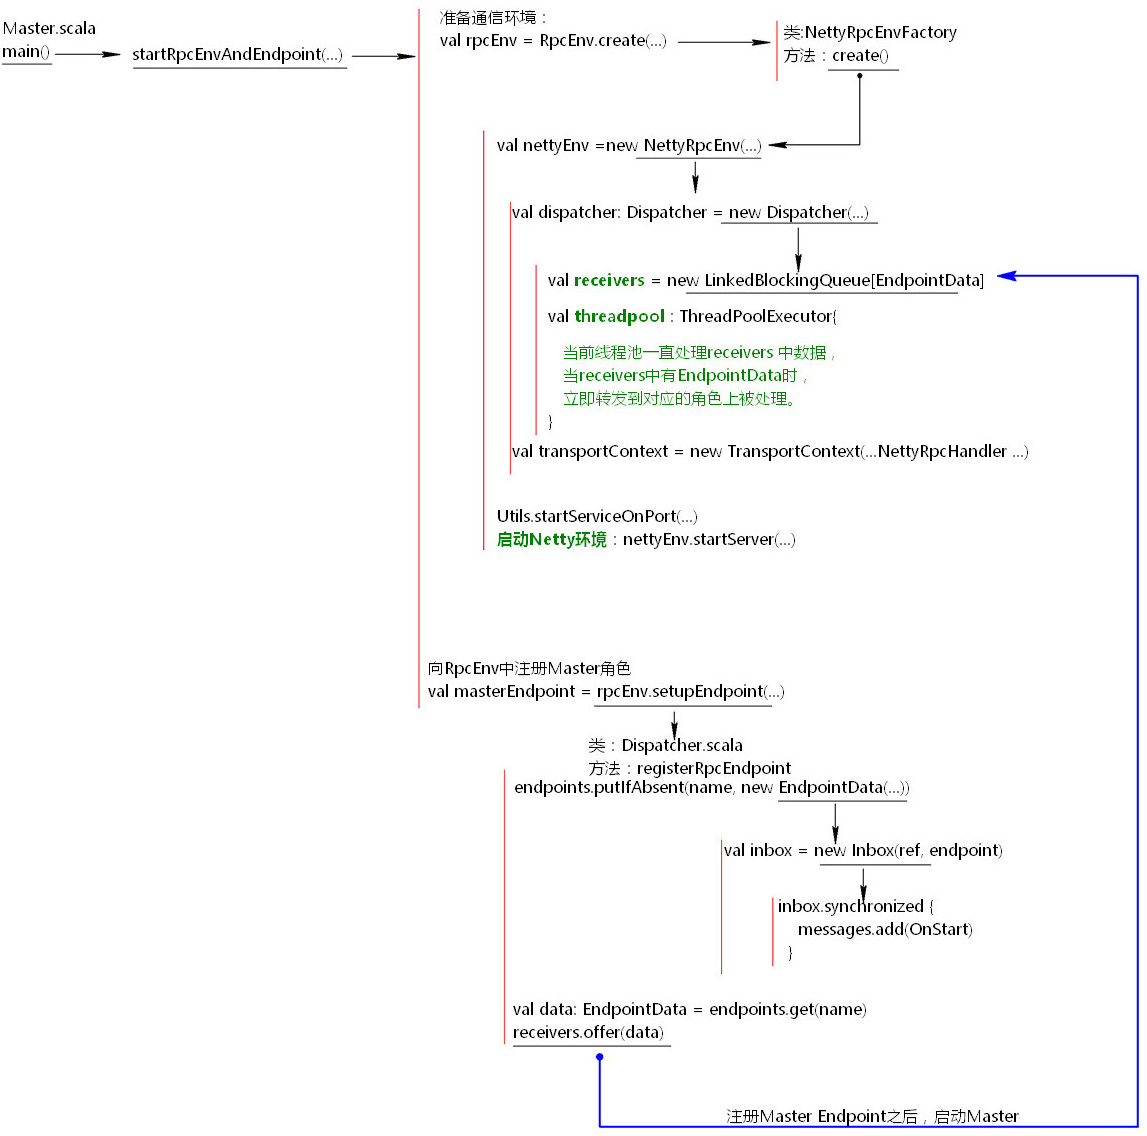 Master.scala
main()
startRpcEnvAndEndpoint(...)
准备通信环境：
val rpcEnv = RpcEnv.create(...)
类:NettyRpcEnvFactory
方法：create()
val nettyEnv =new NettyRpcEnv(...)
val dispatcher: Dispatcher = new Dispatcher(...)
val receivers = new LinkedBlockingQueue[EndpointData]
val threadpool : ThreadPoolExecutor{
当前线程池一直处理receivers 中数据，
当receivers中有EndpointData时，
立即转发到对应的角色上被处理。
}
val transportContext = new TransportContext(...NettyRpcHandler ...)
Utils.startServiceOnPort(...)
启动Netty环境：nettyEnv.startServer(...)
向RpcEnv中注册Master角色
val masterEndpoint = rpcEnv.setupEndpoint(...)
类：Dispatcher.scala
方法：registerRpcEndpoint
endpoints.putIfAbsent(name, new EndpointData(...))
val inbox = new Inbox(ref, endpoint)
inbox.synchronized {
messages.add(OnStart)
}
val data: EndpointData = endpoints.get(name)
receivers.offer(data)
注册Master Endpoint之后，启动Master